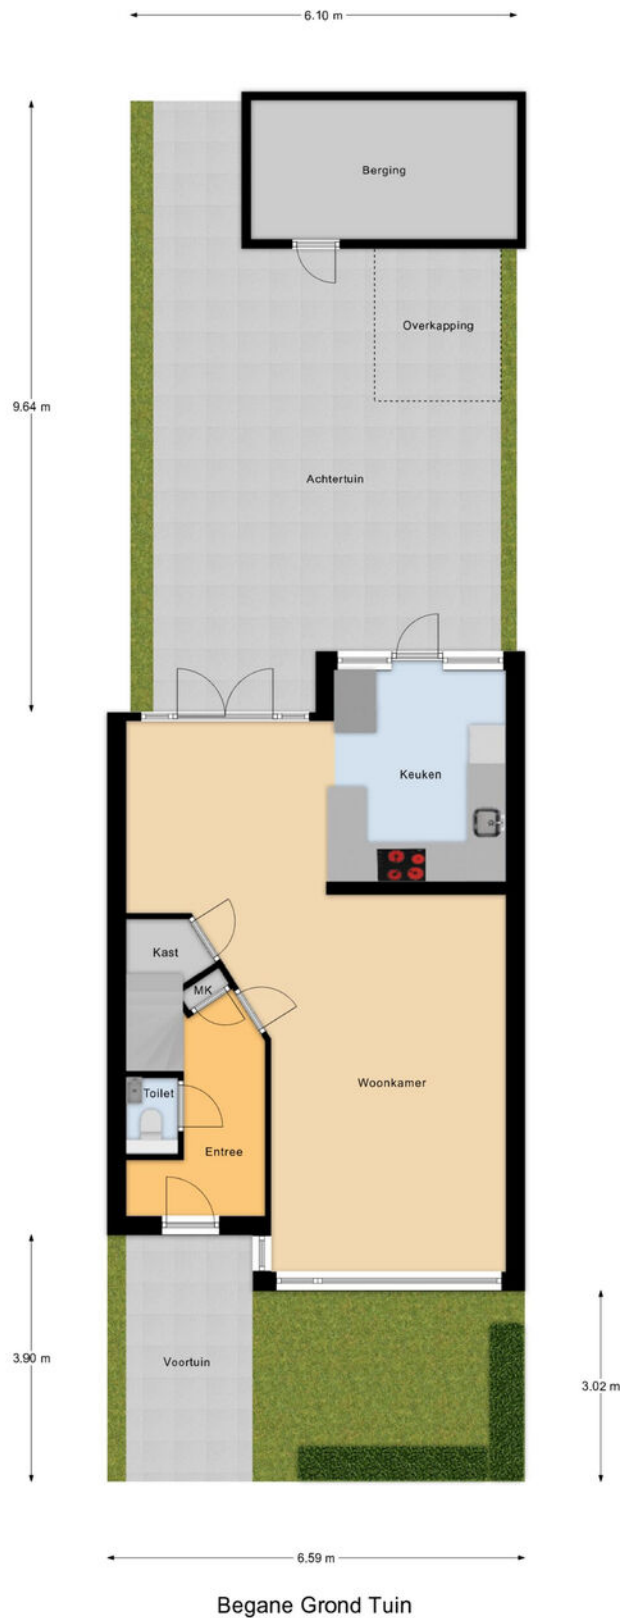 6.10 m
Berging
Overkapping
9.64 m
Achtertuin
Keuken
Kast
MK
Woonkamer
Toilet
Entree
3.90 m
Voortuin
3.02 m
6.59 m
Begane Grond Tuin